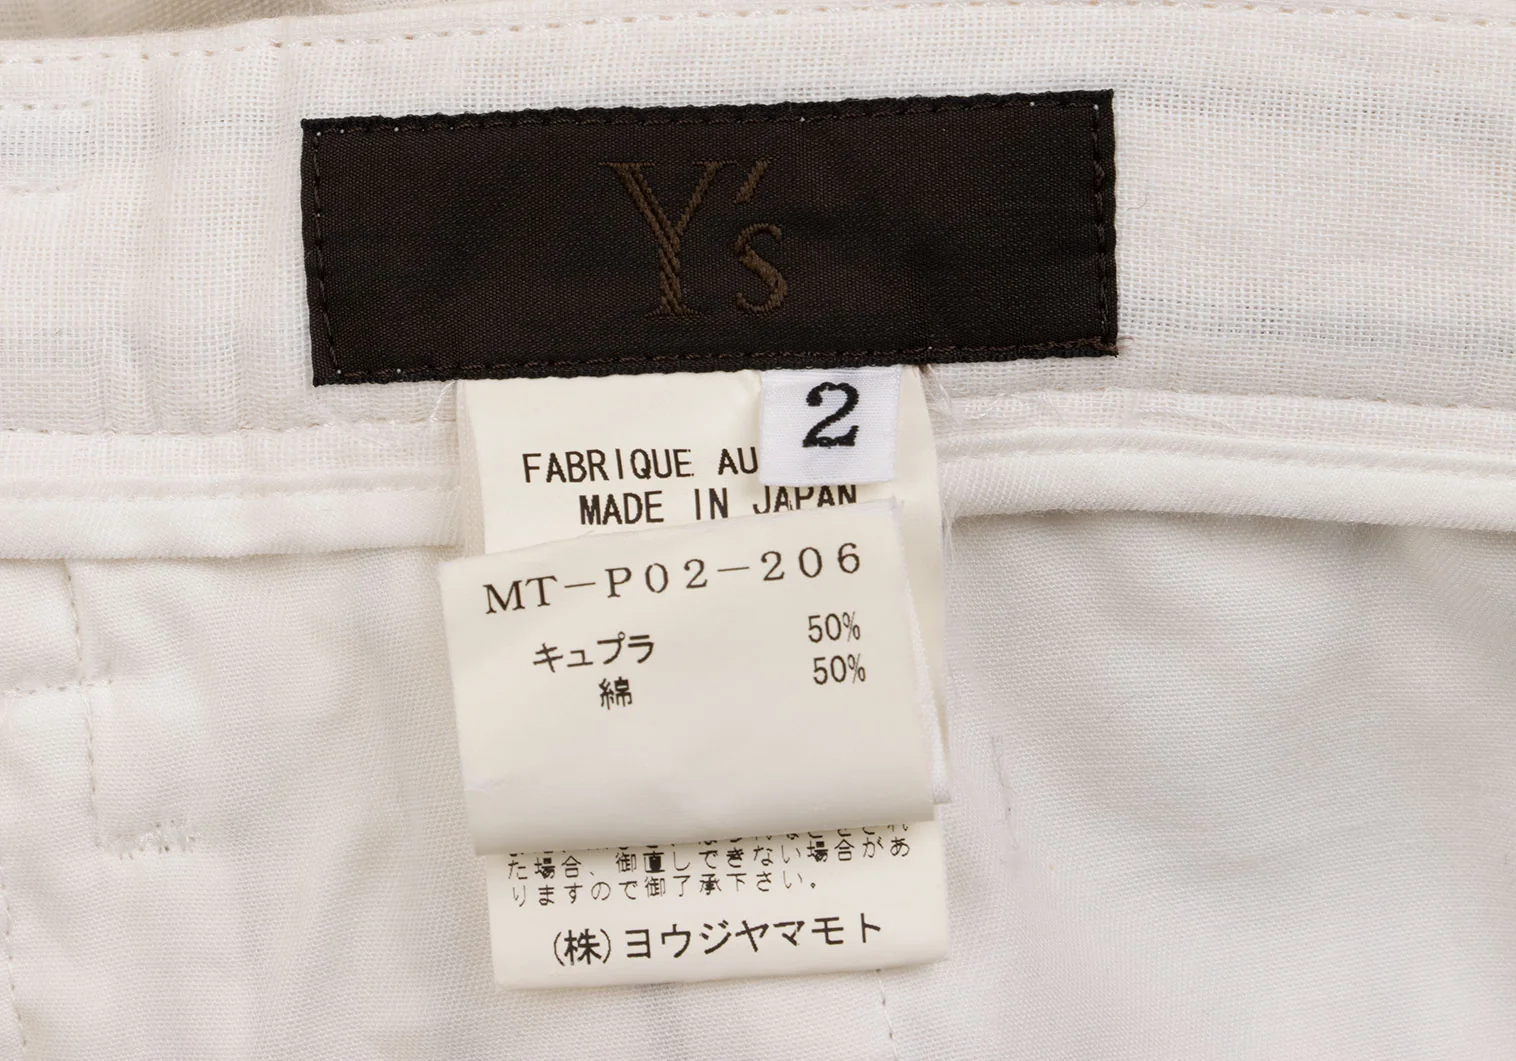 Y's
2
FABRIQUE AU
MADE IN JAPAN
MT-P02-206
キュプラ 50%
綿 50%
た場合、御直しできない場合があ
りますので御了承下さい。
(株)ヨウジヤマモト